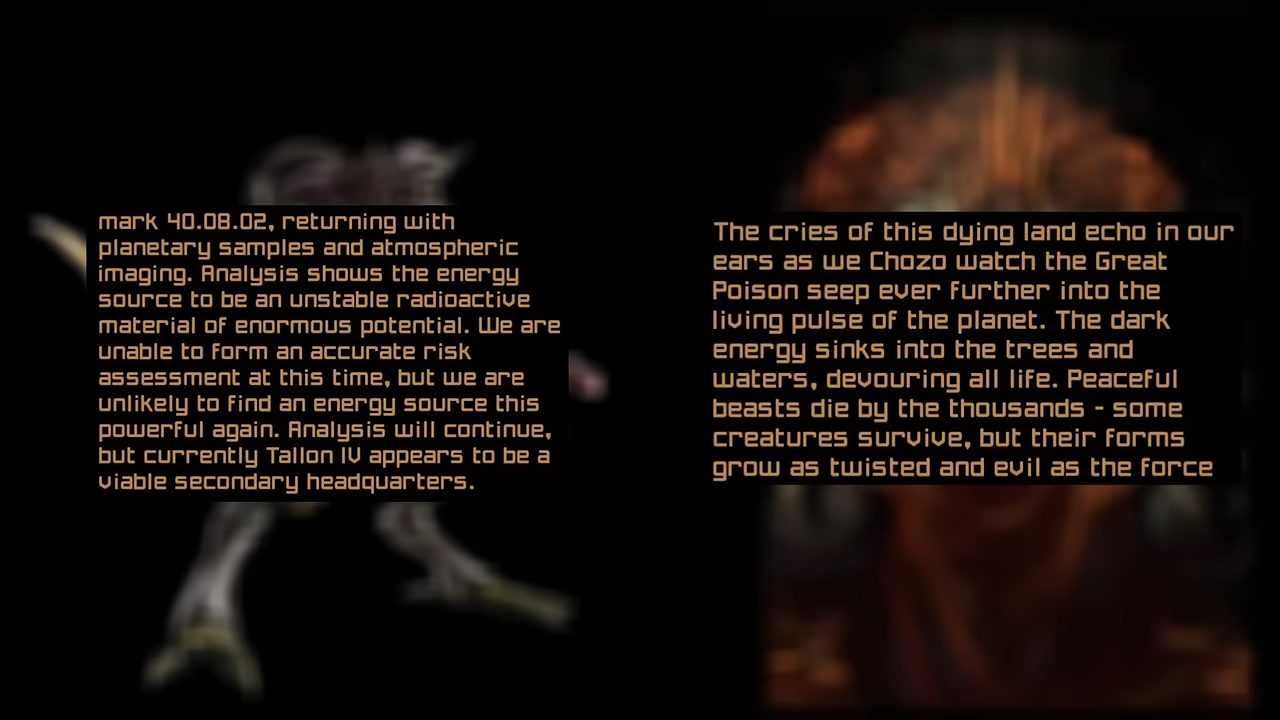 mark 40.08.02, returning with
planetary samples and atmospheric
imaging. Analysis shows the energy
source to be an unstable radioactive
material of enormous potential. We are
unable to form an accurate risk
assessment at this time, but we are
unlikely to find an energy source this
powerful again. Analysis will continue,
but currently Tallon IV appears to be a
viable secondary headquarters.
The cries of this dying land echo in our
ears as we Chozo watch the Great
Poison seep ever further into the
living pulse of the planet. The dark
energy sinks into the trees and
waters, devouring all life. Peaceful
beasts die by the thousands - some
creatures survive, but their forms
grow as twisted and evil as the force